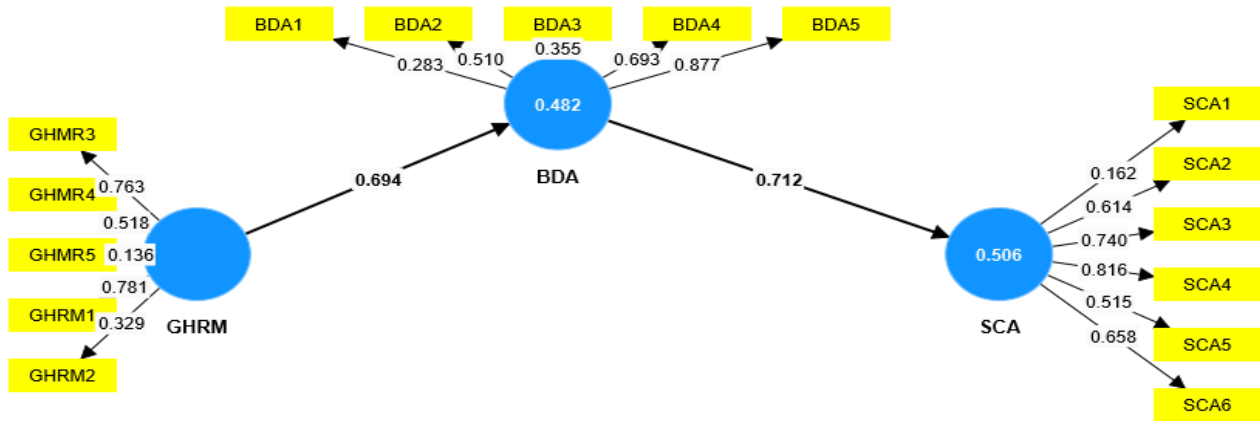 BDA1
BDA2
BDA3
BDA4
BDA5
0.283
0.510
0.355
0.693
0.877
0.482
BDA
GHMR3
GHMR4
GHMR5
GHRM1
GHRM2
0.763
0.518
0.136
0.781
0.329
GHRM
0.694
0.712
0.506
SCA
0.162
0.614
0.740
0.816
0.515
0.658
SCA1
SCA2
SCA3
SCA4
SCA5
SCA6